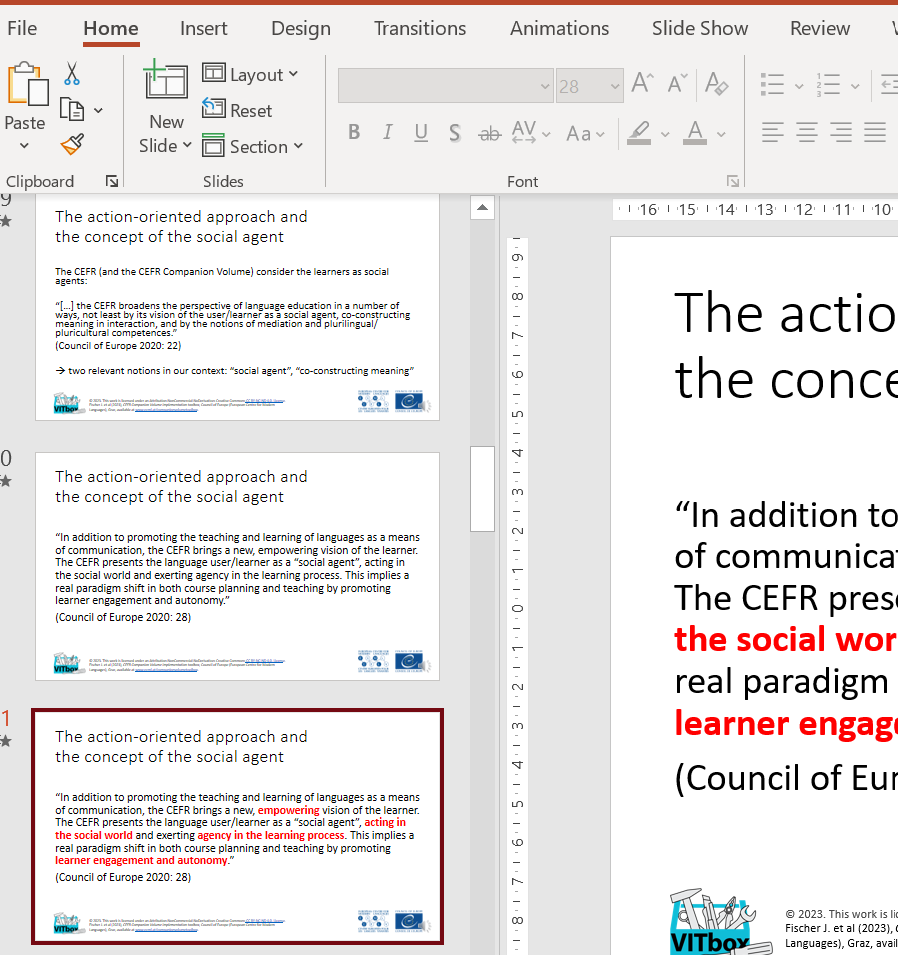 File Home Insert Design Transitions Animations Slide Show Review
Paste
New Slide
Layout
Reset
Section
28
B I U S ab AV Aa A
Clipboard Slides Font
16 15 14 13 12 11 10
9
The action-oriented approach and
the concept of the social agent
The CEFR (and the CEFR Companion Volume) consider the learners as social
agents:
“[…] the CEFR broadens the perspective of language education in a number of
ways, not least by its vision of the user/learner as a social agent, co-constructing
meaning in interaction, and by the notions of mediation and plurilingual/
pluricultural competences.”
(Council of Europe 2020: 22)
→ two relevant notions in our context: “social agent”, “co-constructing meaning”
VITbox
0
The action-oriented approach and
the concept of the social agent
“In addition to promoting the teaching and learning of languages as a means
of communication, the CEFR brings a new, empowering vision of the learner.
The CEFR presents the language user/learner as a “social agent”, acting in
the social world and exerting agency in the learning process. This implies a
real paradigm shift in both course planning and teaching by promoting
learner engagement and autonomy.”
(Council of Europe 2020: 28)
VITbox
1
The action-oriented approach and
the concept of the social agent
“In addition to promoting the teaching and learning of languages as a means
of communication, the CEFR brings a new, empowering vision of the learner.
The CEFR presents the language user/learner as a “social agent”, acting in
the social world and exerting agency in the learning process. This implies a
real paradigm shift in both course planning and teaching by promoting
learner engagement and autonomy.”
(Council of Europe 2020: 28)
VITbox
9 8 7 6 5 4 3 2 1 0 1 2 3 4 5 6 7 8
The actio
the conce
“In addition to
of communica
The CEFR prese
the social wor
real paradigm
learner engage
(Council of Eur
VITbox
© 2023. This work is lic
Fischer J. et al (2023),
Languages), Graz, avail